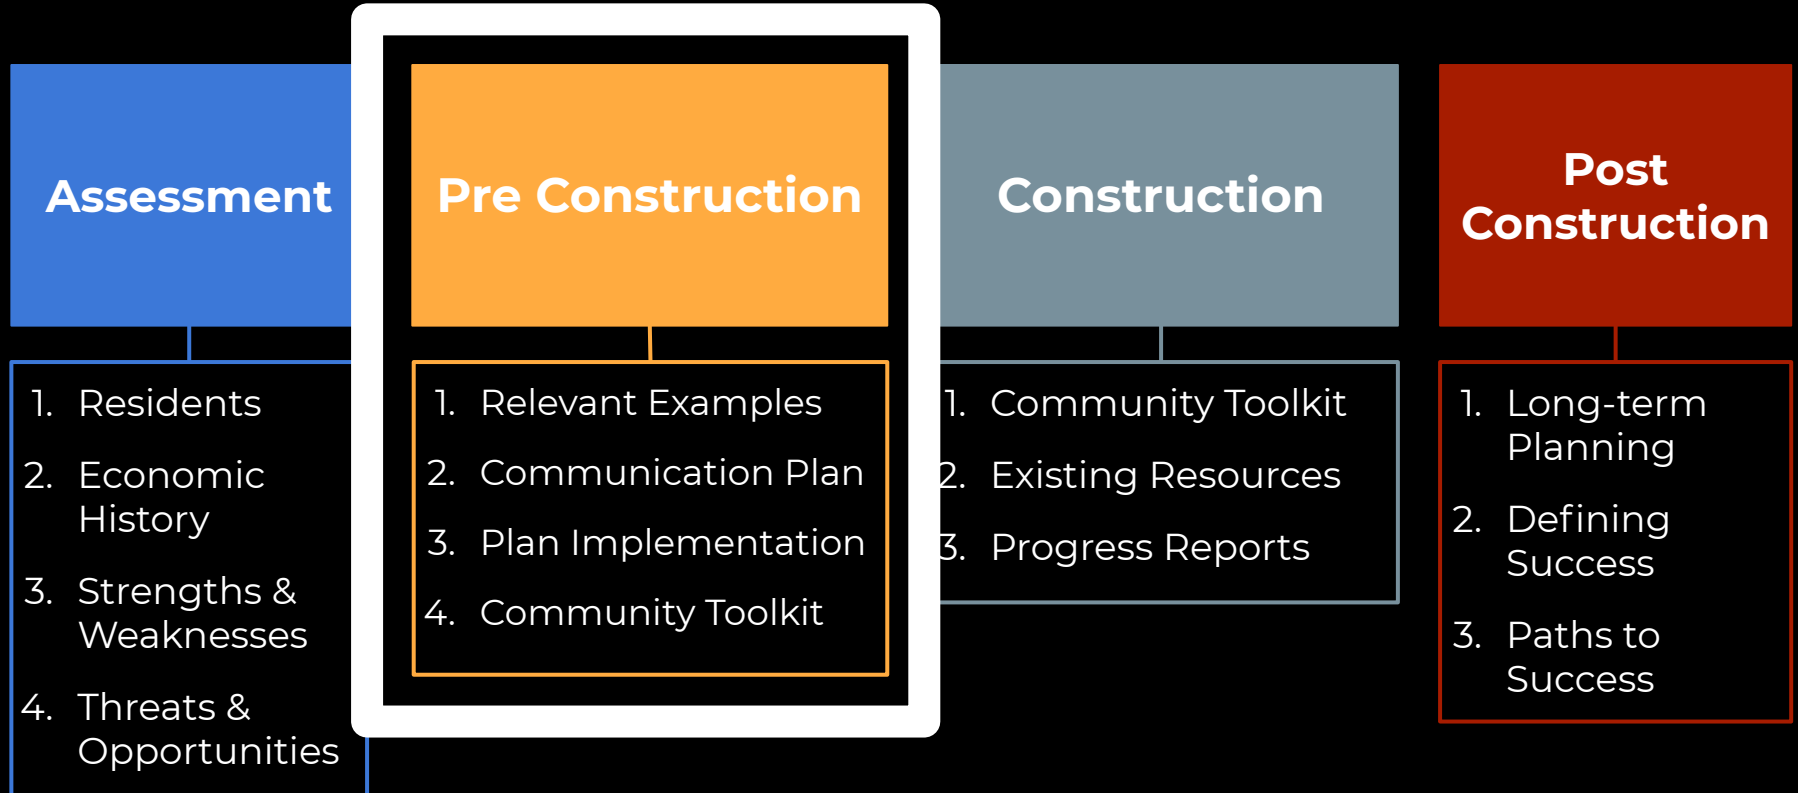 Assessment
1. Residents
2. Economic
History
3. Strengths &
Weaknesses
4. Threats &
Opportunities
Pre Construction
1. Relevant Examples
2. Communication Plan
3. Plan Implementation
4. Community Toolkit
Construction
1. Community Toolkit
2. Existing Resources
3. Progress Reports
Post
Construction
1. Long-term
Planning
2. Defining
Success
3. Paths to
Success